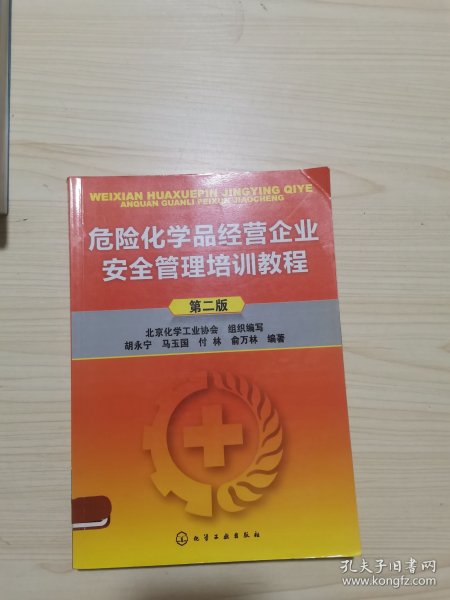 WEIXIAN HUAXUEPIN JINGYING QIYE
ANQUAN GUANLI PEIXUN JIAOCHENG
危险化学品经营企业
安全管理培训教程
第二版
北京化学工业协会 组织编写
胡永宁 马玉国 付 林 俞万林 编著
化学工业出版社
孔夫子旧书网
www.kongfz.com